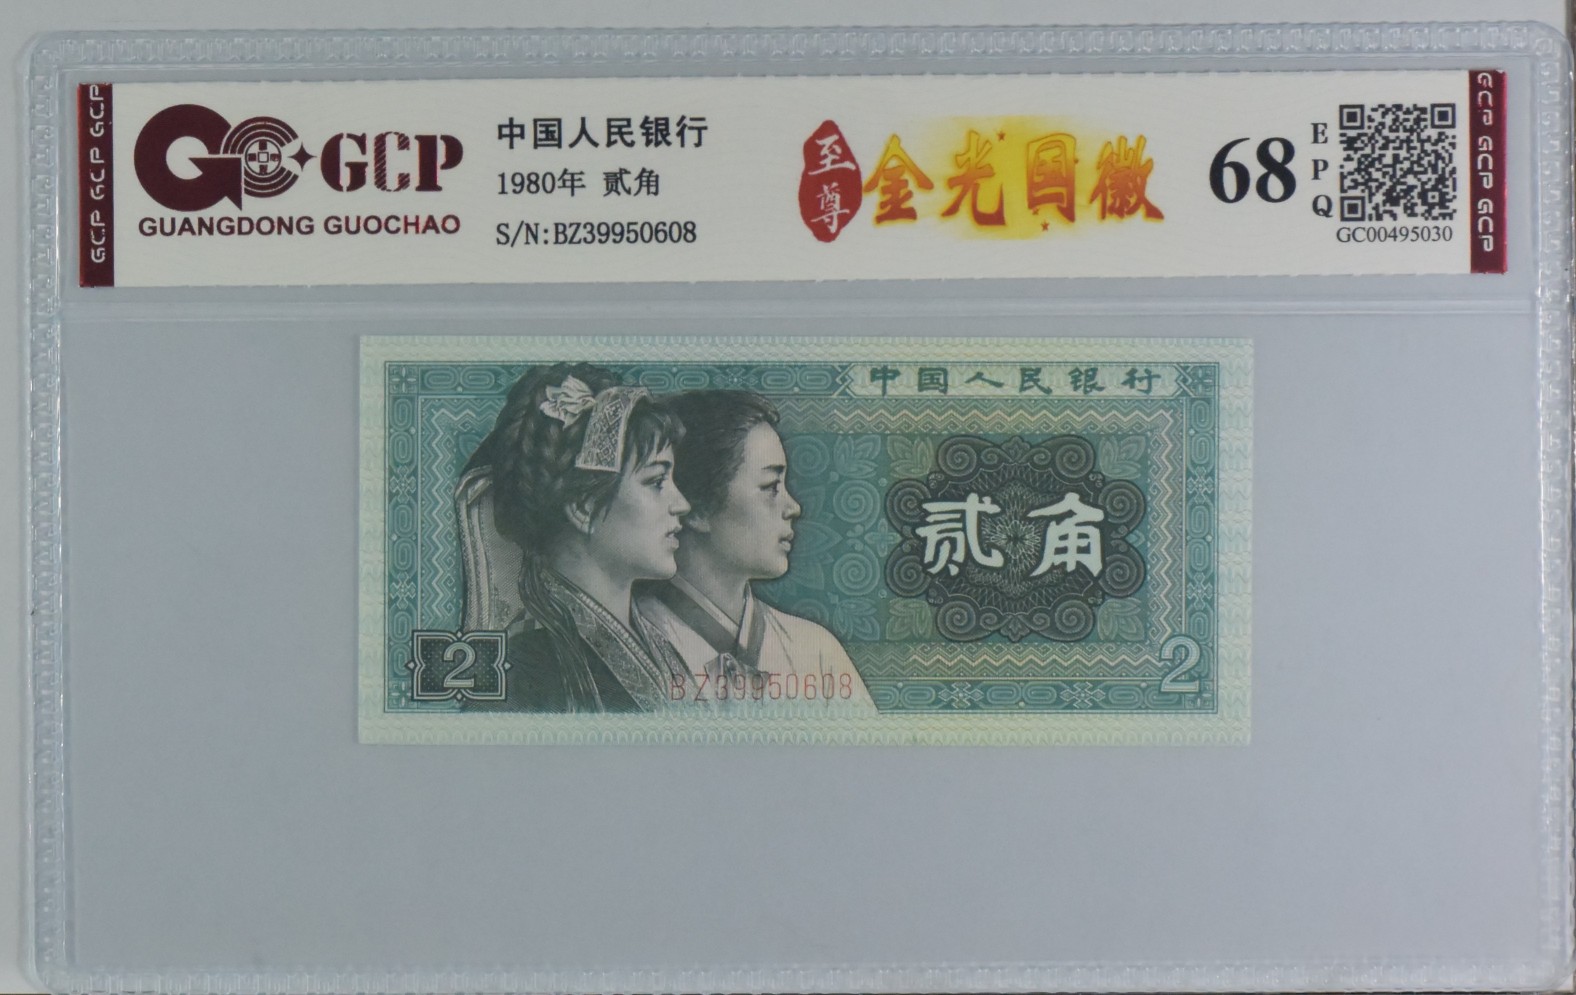 GCP GCP GCP
GCP
GUANGDONG GUOCHAO
中国人民银行
1980年 贰角
S/N:BZ39950608
至尊
金光国徽
68
EPQ
GC00495030
GCP GCP GCP
中国人民银行
贰角
2
2
BZ39950608